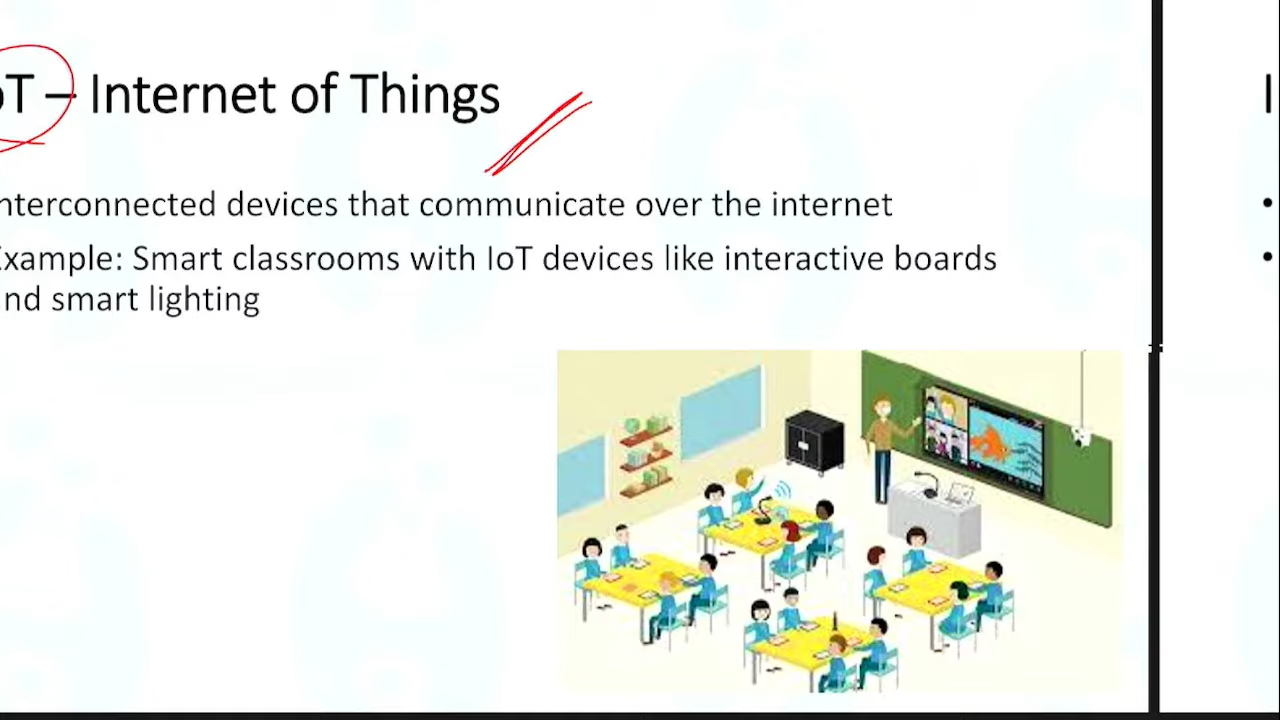 oT – Internet of Things
nterconnected devices that communicate over the internet
Example: Smart classrooms with IoT devices like interactive boards
nd smart lighting